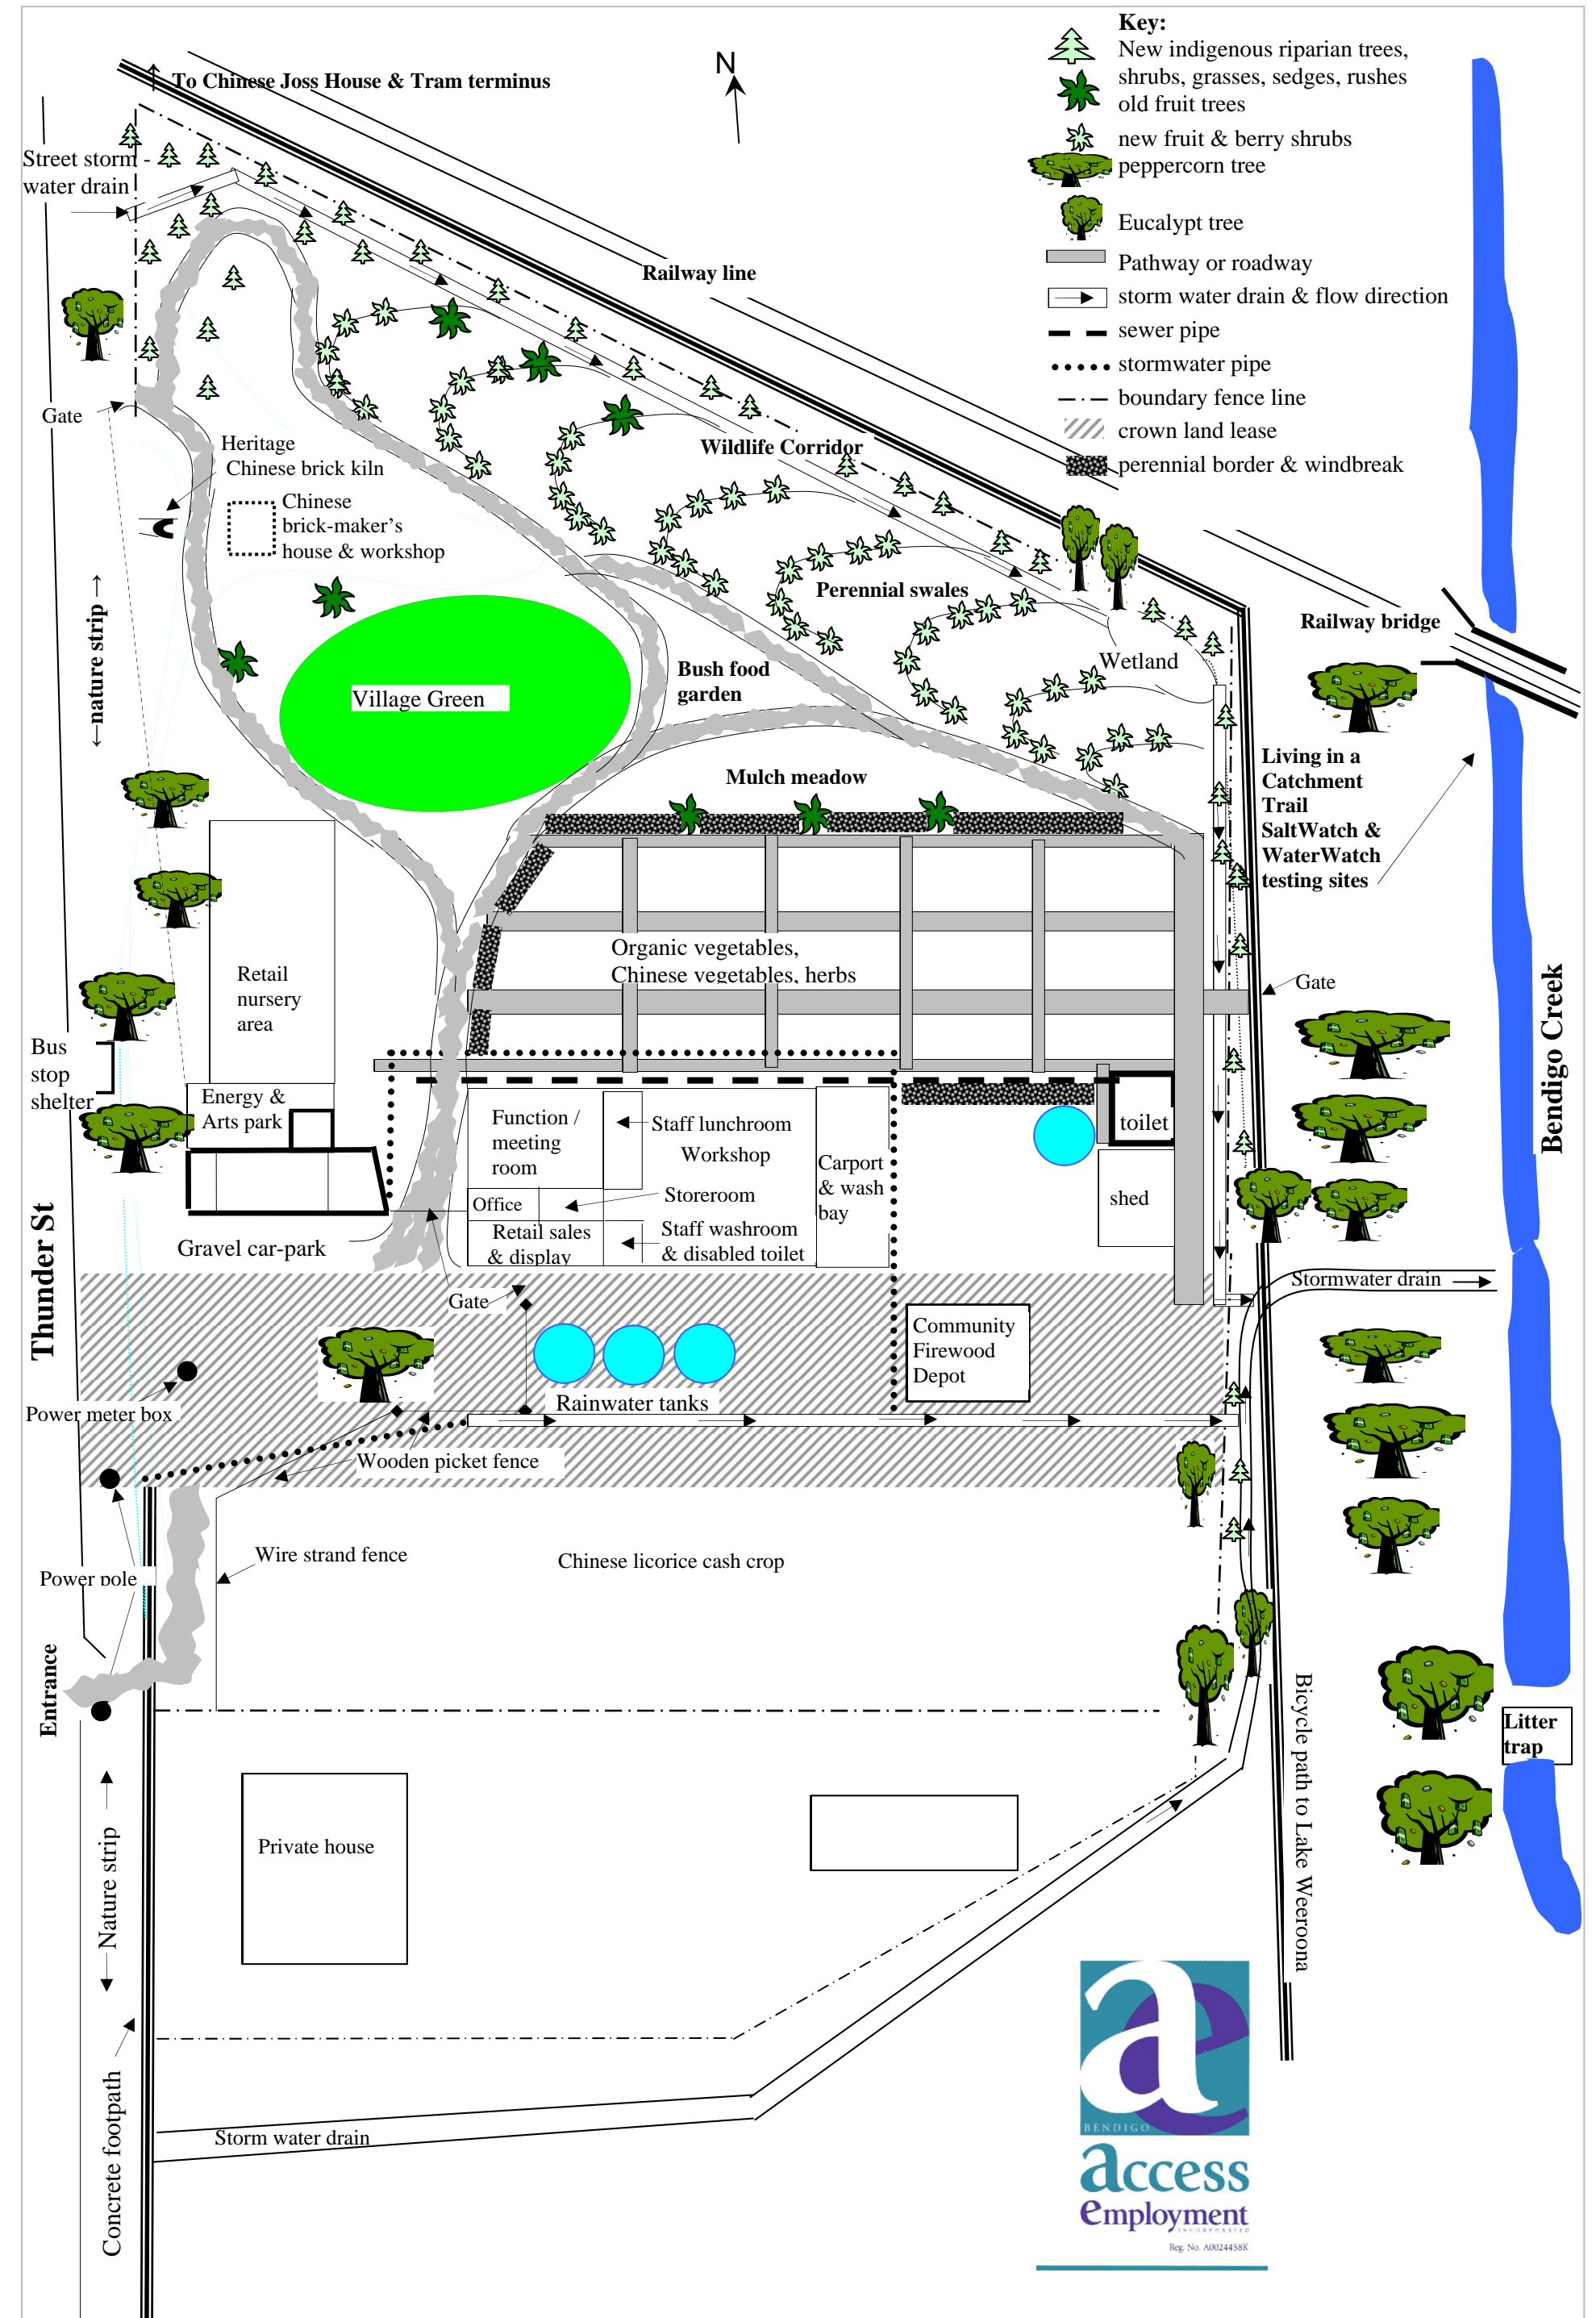 Key:
New indigenous riparian trees,
shrubs, grasses, sedges, rushes
old fruit trees
new fruit & berry shrubs
peppercorn tree
Eucalypt tree
Pathway or roadway
storm water drain & flow direction
sewer pipe
stormwater pipe
boundary fence line
crown land lease
perennial border & windbreak
N
To Chinese Joss House & Tram terminus
Street storm -
water drain
Railway line
Gate
Heritage
Chinese brick kiln
Chinese
brick-maker's
house & workshop
Wildlife Corridor
←nature strip→
Perennial swales
Railway bridge
Village Green
Bush food
garden
Wetland
Mulch meadow
Living in a
Catchment
Trail
SaltWatch &
WaterWatch
testing sites
Organic vegetables,
Chinese vegetables, herbs
Retail
nursery
area
Gate
Bendigo Creek
Bus
stop
shelter
Energy &
Arts park
Function /
meeting
room
Staff lunchroom
Workshop
Carport
& wash
bay
toilet
shed
Office
Storeroom
Retail sales
& display
Staff washroom
& disabled toilet
Gravel car-park
Thunder St
Gate
Stormwater drain
Community
Firewood
Depot
Rainwater tanks
Power meter box
Wooden picket fence
Wire strand fence
Chinese licorice cash crop
Power pole
Entrance
Bicycle path to Lake Weeroona
Litter
trap
Nature strip
Private house
Concrete footpath
Storm water drain
ae
BENDIGO
access
employment
INCORPORATED
Reg. No. A0024458K